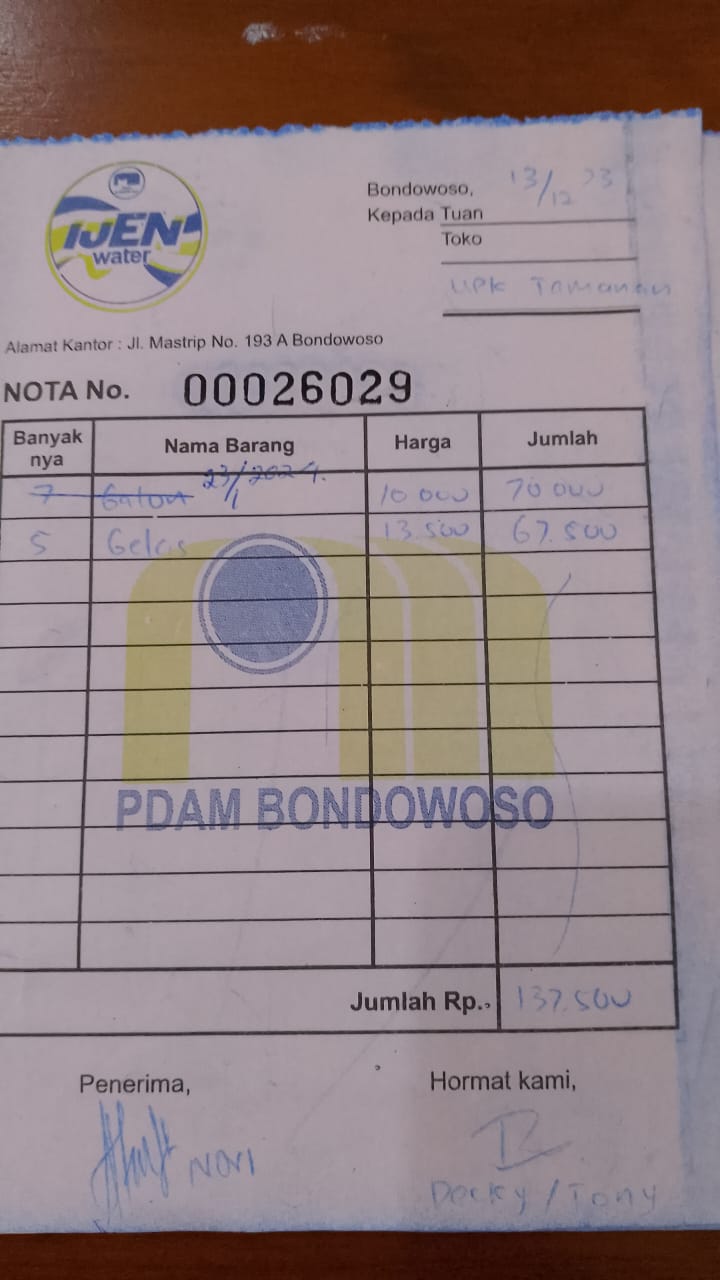 IJEN
water
Bondowoso, 13/12 23
Kepada Tuan
Toko
UPK Tamanan
Alamat Kantor : Jl. Mastrip No. 193 A Bondowoso
NOTA No. 00026029
Banyak nya Nama Barang Harga Jumlah
7 Galon 23/1 2024. 10 000 70 000
5 Gelas 13.500 67.500
PDAM BONDOWOSO
Jumlah Rp.. 137.500
Penerima, Hormat kami,
NOVI
Decky / Tony